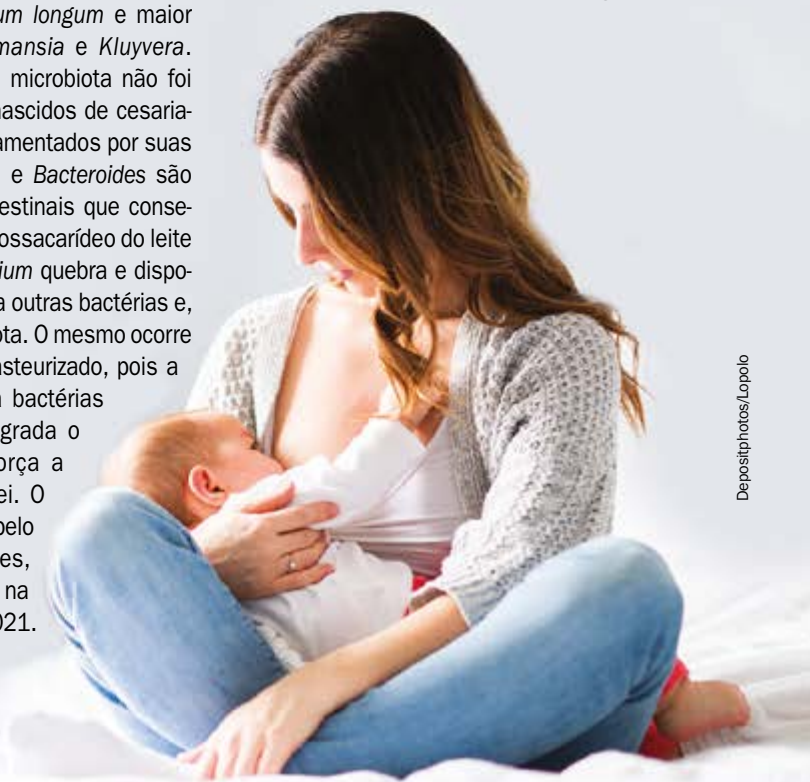 um longum e maior
mansia e Kluyvera.
microbiota não foi
nascidos de cesaria-
amentados por suas
e Bacteroides são
estinais que conse-
ossacarídeo do leite
ium quebra e dispo-
a outras bactérias e,
ota. O mesmo ocorre
asteurizado, pois a
bactérias
grada o
orça a
ei. O
pelo
es,
na
021.
Depositphotos/Lopolo